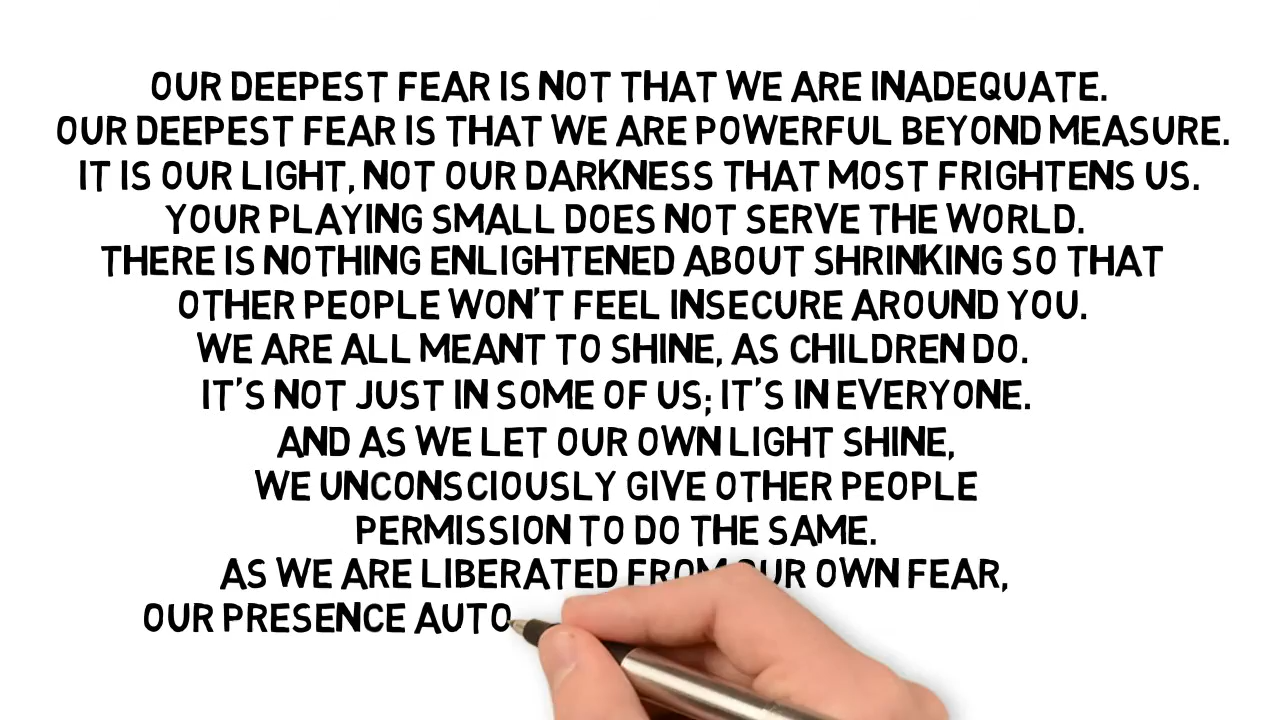 OUR DEEPEST FEAR IS NOT THAT WE ARE INADEQUATE.
OUR DEEPEST FEAR IS THAT WE ARE POWERFUL BEYOND MEASURE.
IT IS OUR LIGHT, NOT OUR DARKNESS THAT MOST FRIGHTENS US.
YOUR PLAYING SMALL DOES NOT SERVE THE WORLD.
THERE IS NOTHING ENLIGHTENED ABOUT SHRINKING SO THAT
OTHER PEOPLE WON'T FEEL INSECURE AROUND YOU.
WE ARE ALL MEANT TO SHINE, AS CHILDREN DO.
IT'S NOT JUST IN SOME OF US; IT'S IN EVERYONE.
AND AS WE LET OUR OWN LIGHT SHINE,
WE UNCONSCIOUSLY GIVE OTHER PEOPLE
PERMISSION TO DO THE SAME.
AS WE ARE LIBERATED FROM OUR OWN FEAR,
OUR PRESENCE AUTO